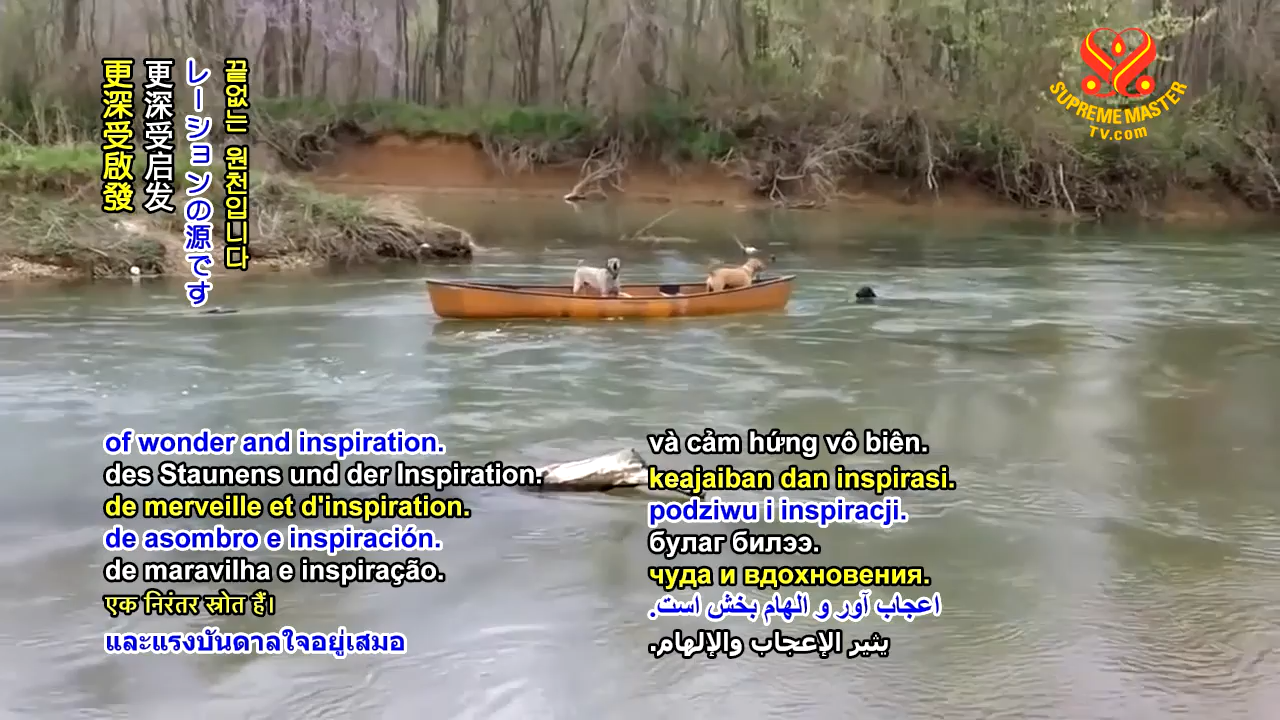 更深受啟發
更深受启发
レーションの源です
끝없는 원천입니다
SUPREME MASTER
TV.com
of wonder and inspiration.
des Staunens und der Inspiration.
de merveille et d'inspiration.
de asombro e inspiración.
de maravilha e inspiração.
एक निरंतर स्रोत हैं।
และแรงบันดาลใจอยู่เสมอ
và cảm hứng vô biên.
keajaiban dan inspirasi.
podziwu i inspiracji.
булаг билээ.
чуда и вдохновения.
اعجاب آور و الهام بخش است.
يثير الإعجاب والإلهام.